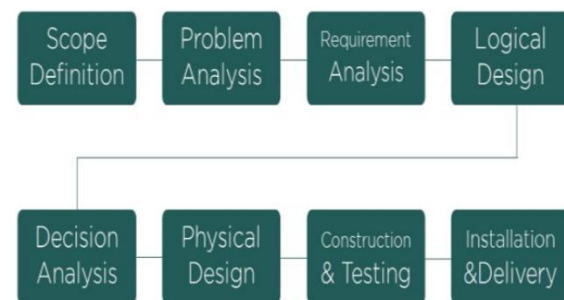 Scope
Definition
Problem
Analysis
Requirement
Analysis
Logical
Design
Decision
Analysis
Physical
Design
Construction
& Testing
Installation
&Delivery